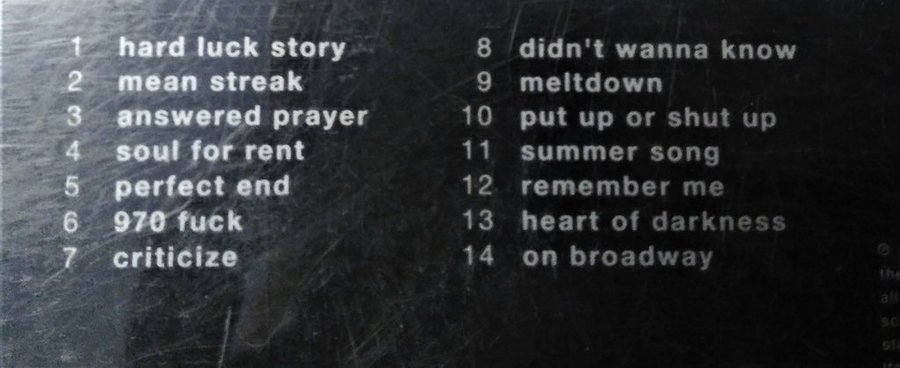 1 hard luck story
2 mean streak
3 answered prayer
4 soul for rent
5 perfect end
6 970 fuck
7 criticize
8 didn't wanna know
9 meltdown
10 put up or shut up
11 summer song
12 remember me
13 heart of darkness
14 on broadway
℗
all